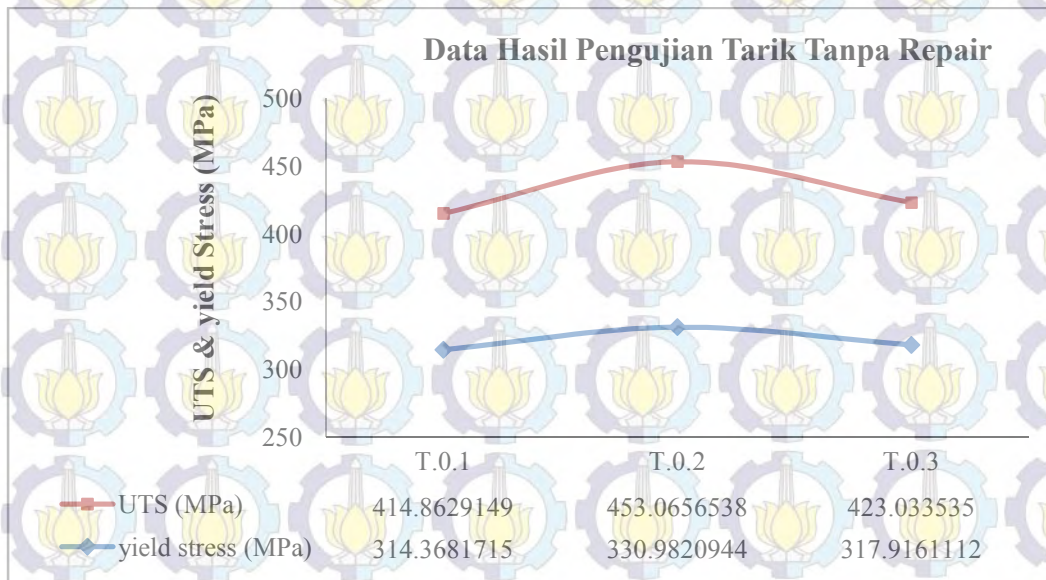 Data Hasil Pengujian Tarik Tanpa Repair
UTS & yield Stress (MPa)
500
450
400
350
300
250
T.0.1 T.0.2 T.0.3
UTS (MPa) 414.8629149 453.0656538 423.033535
yield stress (MPa) 314.3681715 330.9820944 317.9161112